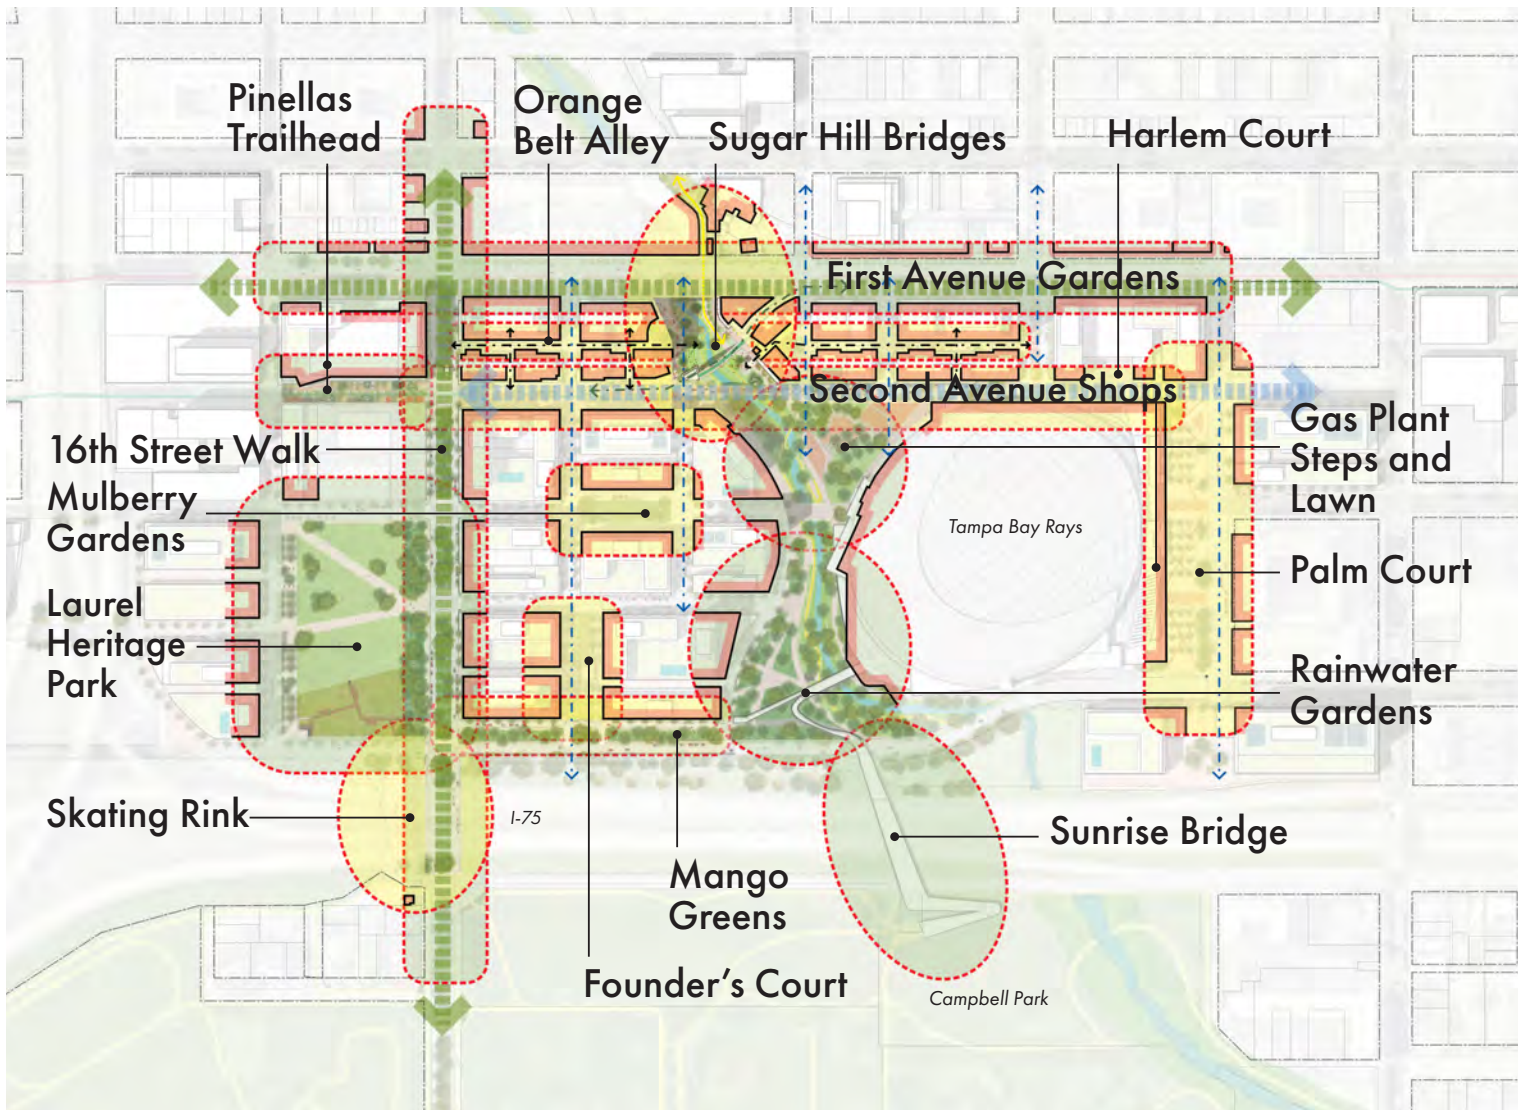 Pinellas
Trailhead
Orange
Belt Alley
Sugar Hill Bridges
Harlem Court
First Avenue Gardens
Second Avenue Shops
16th Street Walk
Mulberry
Gardens
Laurel
Heritage
Park
Gas Plant
Steps and
Lawn
Tampa Bay Rays
Palm Court
Rainwater
Gardens
Skating Rink
I-75
Sunrise Bridge
Mango
Greens
Founder's Court
Campbell Park